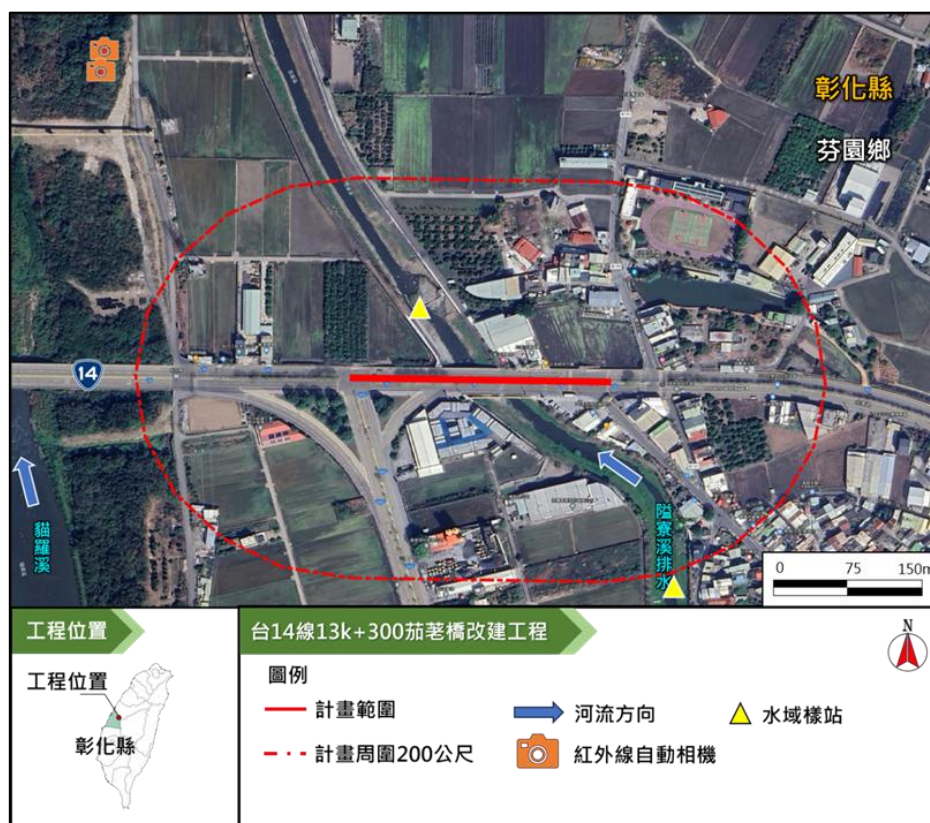 彰化縣
芬園鄉
14
貓羅溪
隘寮溪排水
0 75 150m
工程位置
工程位置
彰化縣
台14線13k+300茄荖橋改建工程
N
圖例
計畫範圍
河流方向
水域樣站
計畫周圍200公尺
紅外線自動相機